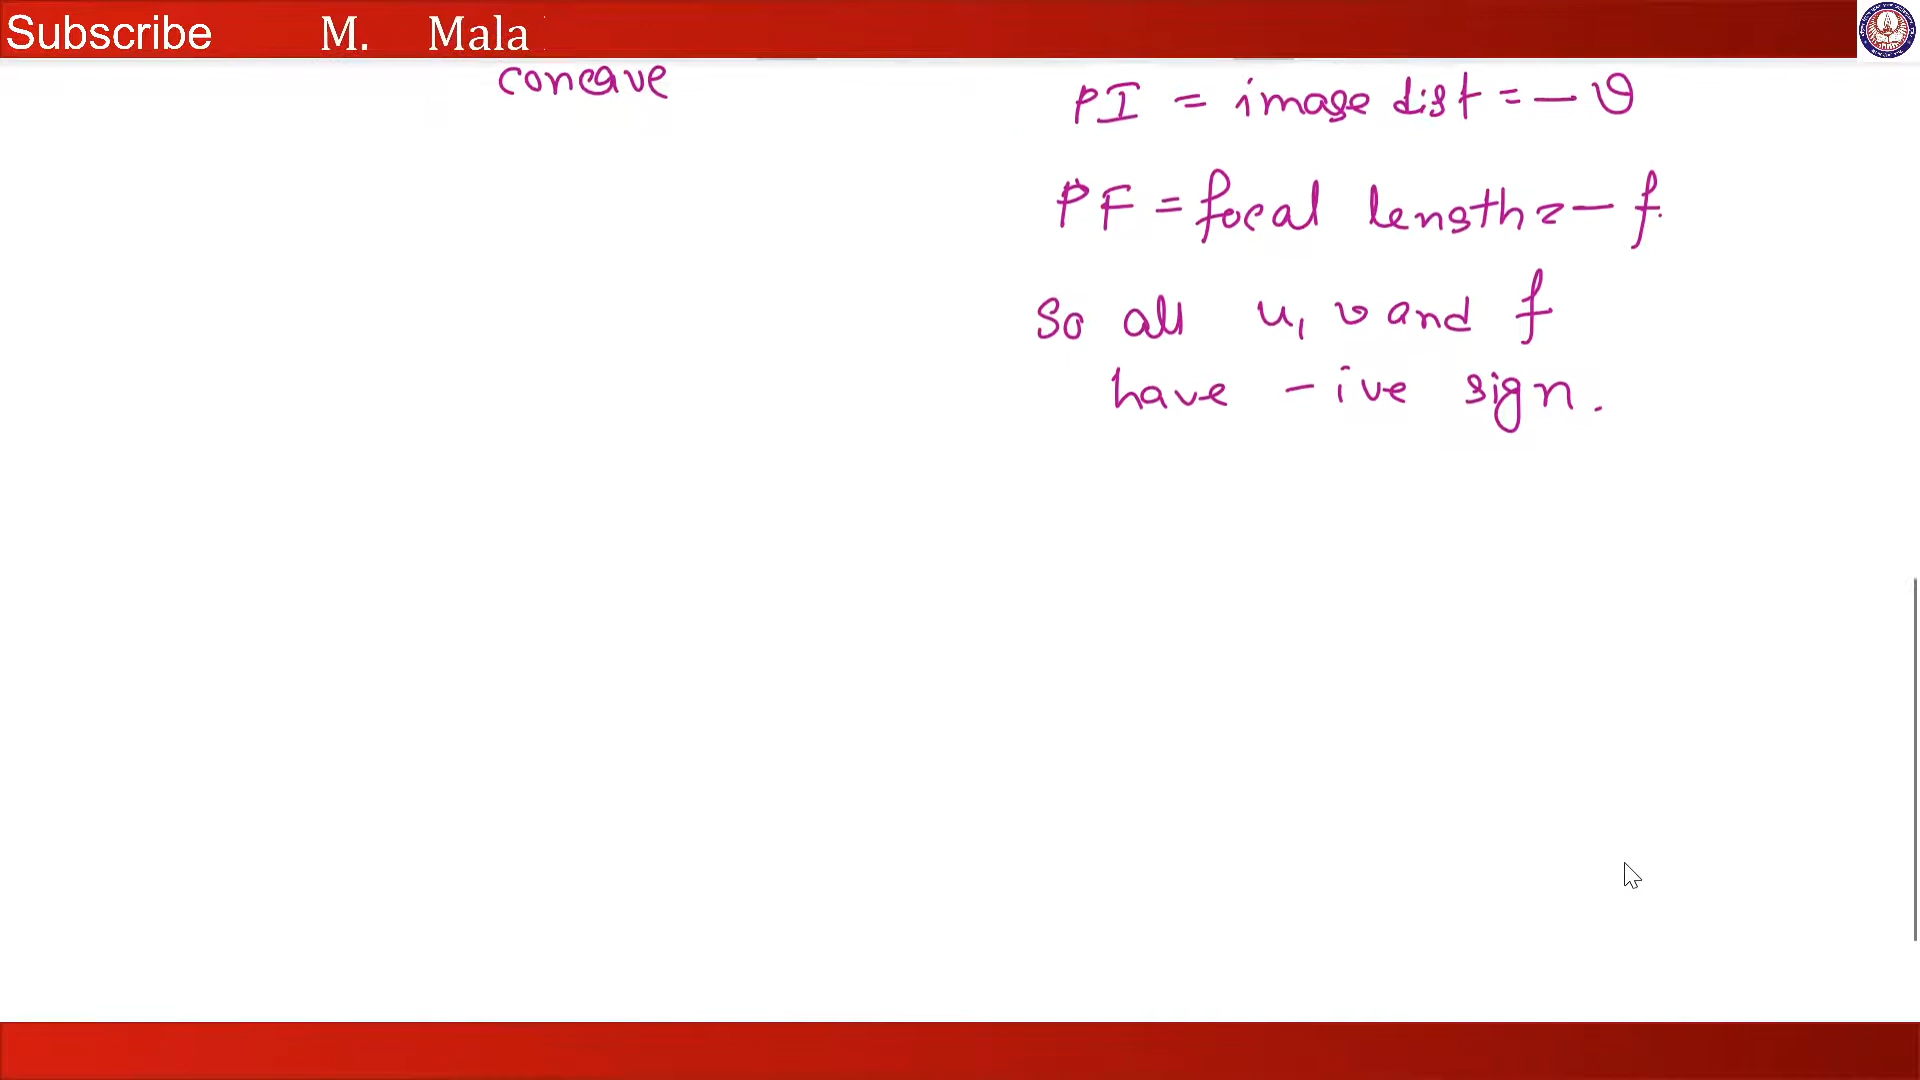 Subscribe M. Mala
concave
PI = image dist = - v
PF = focal length = - f.
So all u, v and f
have - ive sign.